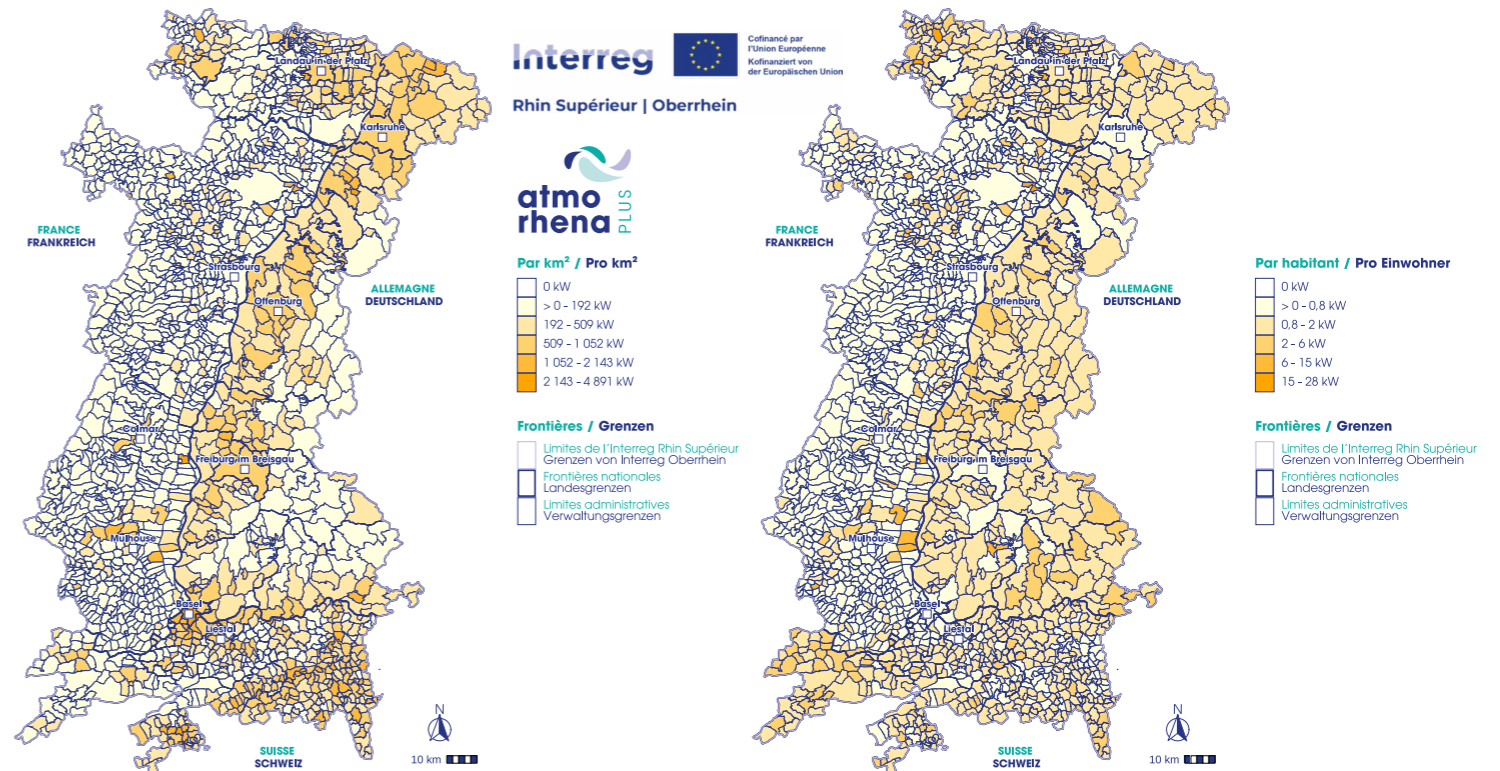 Interreg
Cofinancé par
l'Union Européenne
Kofinanziert von
der Europäischen Union
Rhin Supérieur | Oberrhein
atmo
rhena
PLUS
Landau in der Pfalz
Karlsruhe
FRANCE
FRANKREICH
Strasbourg
Offenburg
ALLEMAGNE
DEUTSCHLAND
Colmar
Freiburg im Breisgau
Mulhouse
Basel
Liestal
SUISSE
SCHWEIZ
N
10 km
Par km² / Pro km²
0 kW
> 0 - 192 kW
192 - 509 kW
509 - 1 052 kW
1 052 - 2 143 kW
2 143 - 4 891 kW
Frontières / Grenzen
Limites de l'Interreg Rhin Supérieur
Grenzen von Interreg Oberrhein
Frontières nationales
Landesgrenzen
Limites administratives
Verwaltungsgrenzen
Landau in der Pfalz
Karlsruhe
FRANCE
FRANKREICH
Strasbourg
Offenburg
ALLEMAGNE
DEUTSCHLAND
Colmar
Freiburg im Breisgau
Mulhouse
Basel
Liestal
SUISSE
SCHWEIZ
N
10 km
Par habitant / Pro Einwohner
0 kW
> 0 - 0,8 kW
0,8 - 2 kW
2 - 6 kW
6 - 15 kW
15 - 28 kW
Frontières / Grenzen
Limites de l'Interreg Rhin Supérieur
Grenzen von Interreg Oberrhein
Frontières nationales
Landesgrenzen
Limites administratives
Verwaltungsgrenzen